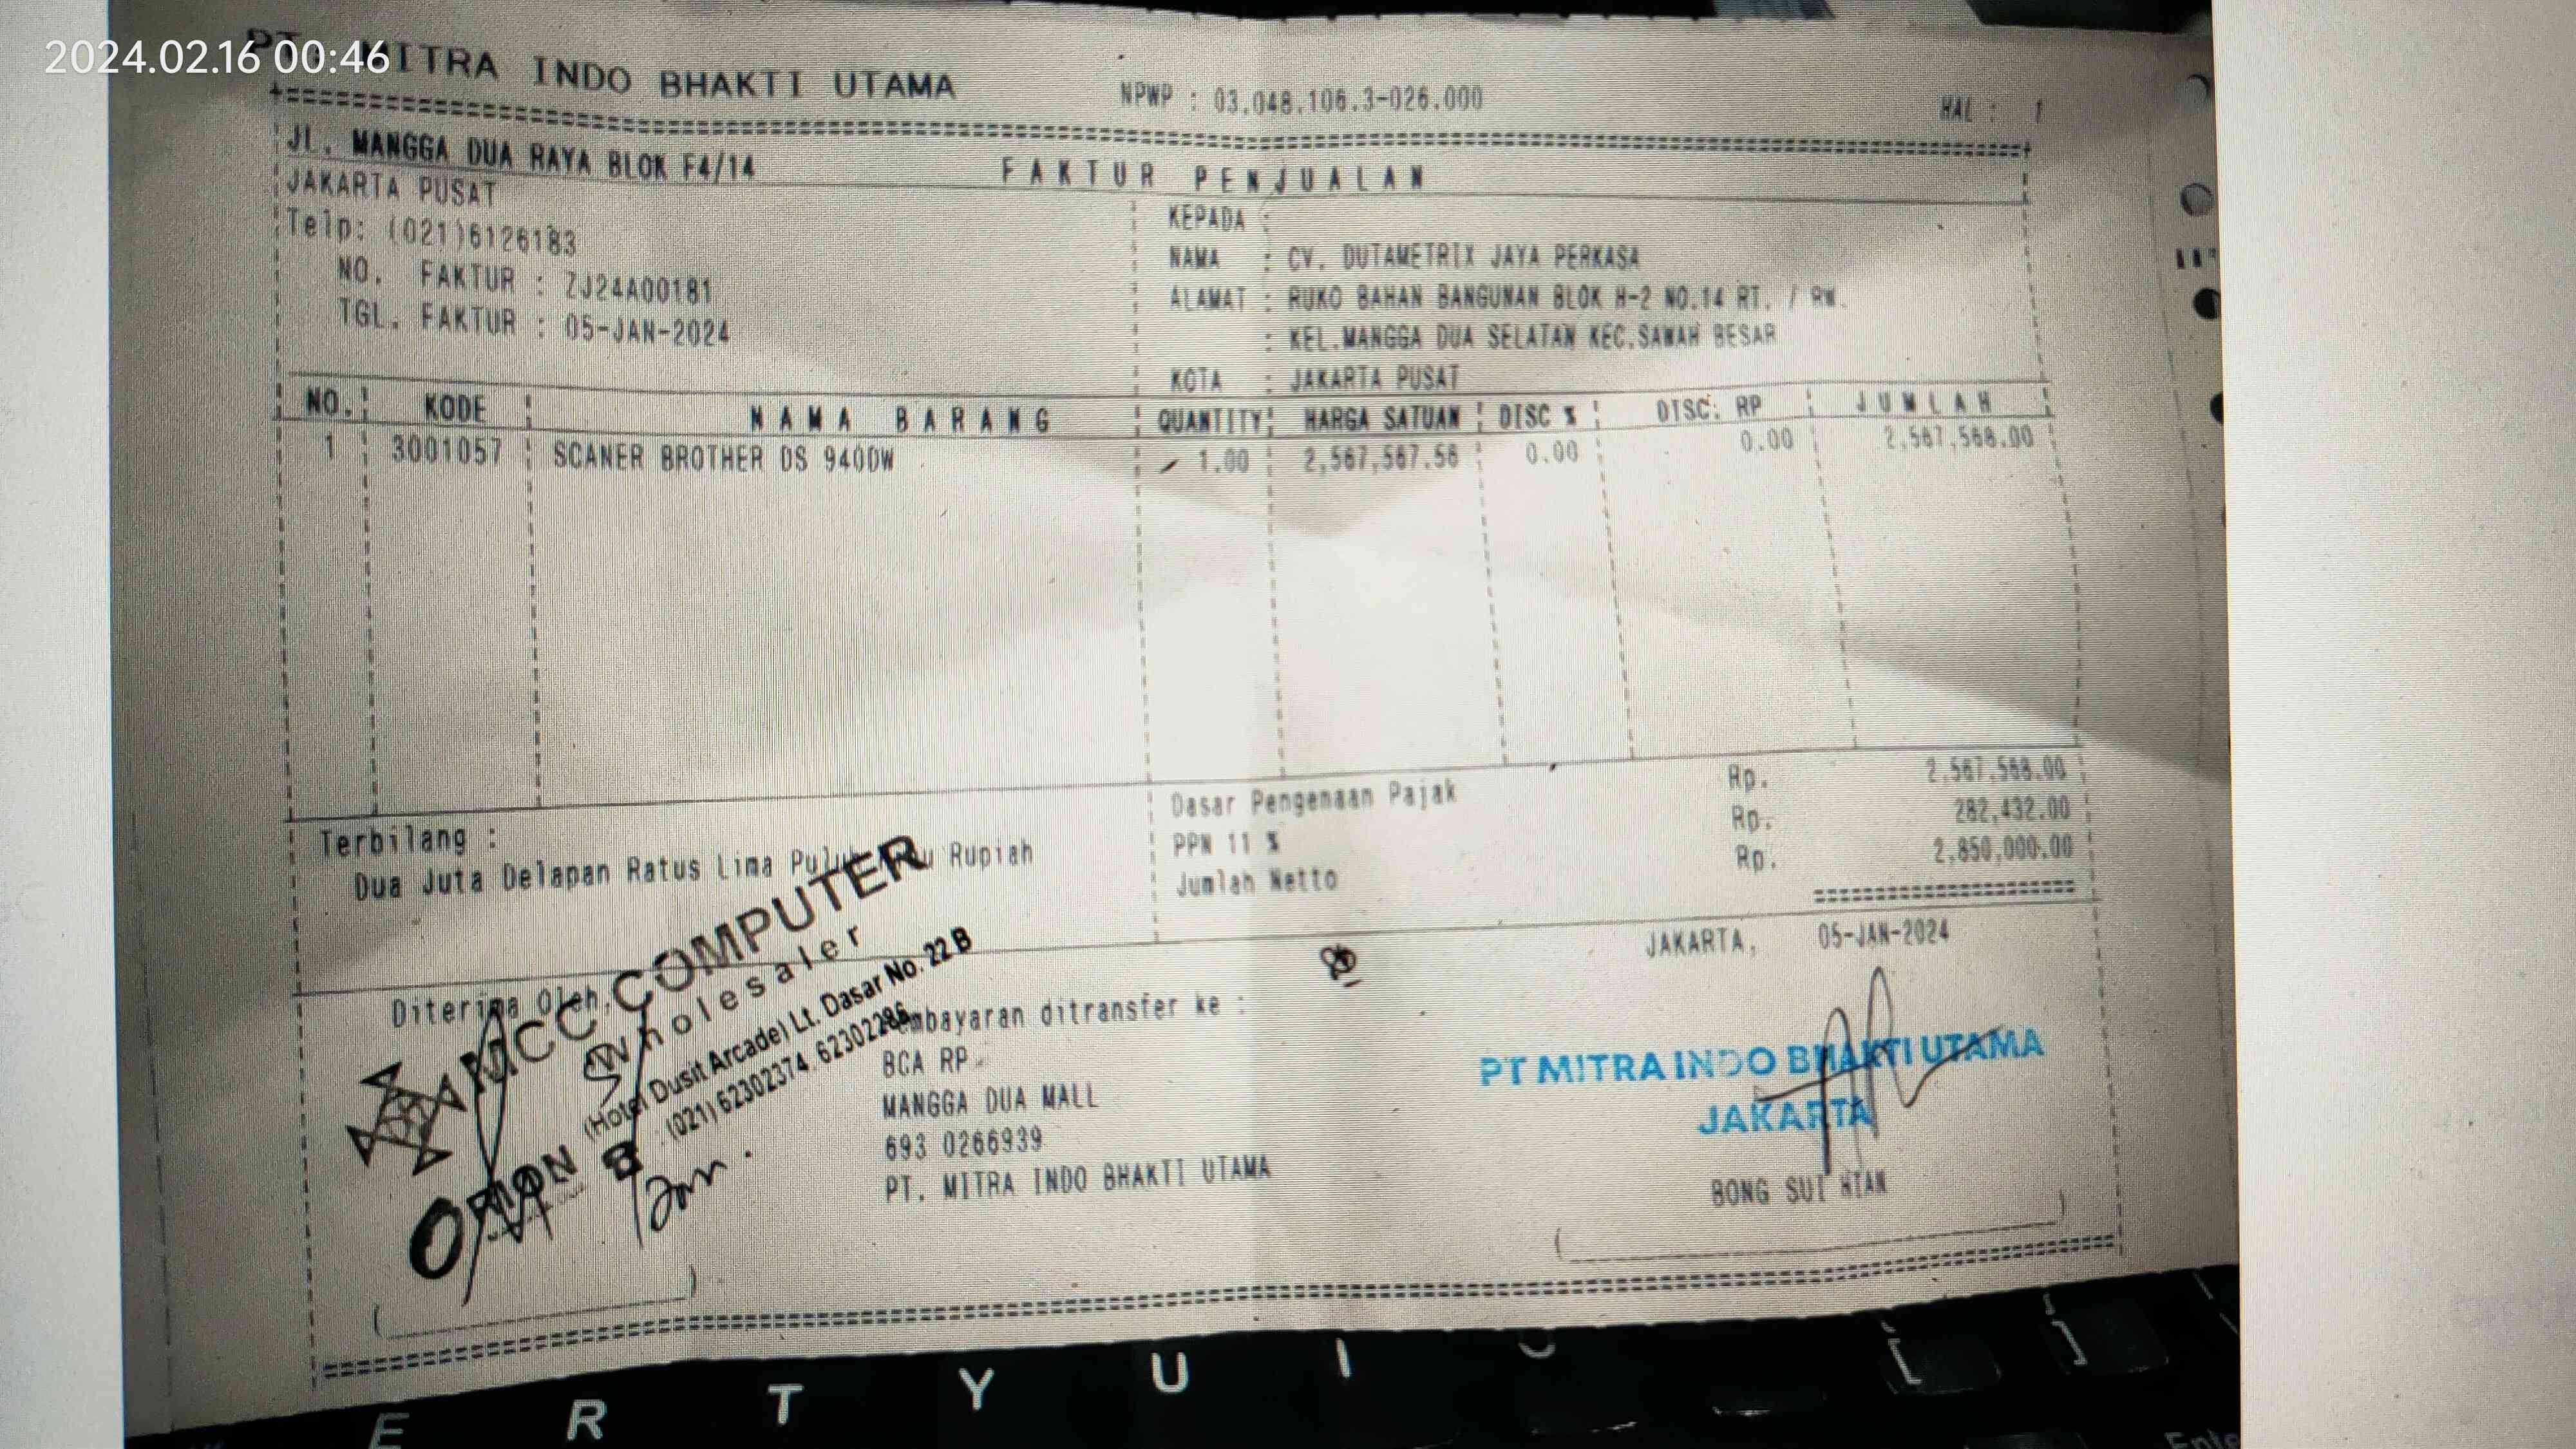 2024.02.16 00:46
PT. MITRA INDO BHAKTI UTAMA
NPWP : 03.048.106.3-026.000
HAL : 1
JL. MANGGA DUA RAYA BLOK F4/14
JAKARTA PUSAT
Telp: (021)6126183
NO. FAKTUR : ZJ24A00181
TGL. FAKTUR : 05-JAN-2024
FAKTUR PENJUALAN
KEPADA :
NAMA : CV. DUTAMETRIX JAYA PERKASA
ALAMAT : RUKO BAHAN BANGUNAN BLOK H-2 NO.14 RT. / RW.
: KEL.MANGGA DUA SELATAN KEC.SAWAH BESAR
KOTA : JAKARTA PUSAT
NO. KODE NAMA BARANG QUANTITY HARGA SATUAN DISC % DISC. RP JUMLAH
1 3001057 SCANER BROTHER DS 940DW 1.00 2,567,567.56 0.00 0.00 2,567,568.00
Terbilang :
Dua Juta Delapan Ratus Lima Rupiah
Dasar Pengenaan Pajak Rp. 2,567,568.00
PPN 11 % Rp. 282,432.00
Jumlah Netto Rp. 2,850,000.00
JAKARTA, 05-JAN-2024
Diterima Oleh,
MCC COMPUTER
Wholesaler
(Hotel Dusit Arcade) Lt. Dasar No. 22 B
(021) 62302374. 62302286
Jan.
ditransfer ke :
BCA RP
MANGGA DUA MALL
693 0266939
PT. MITRA INDO BHAKTI UTAMA
PT MITRA INDO BHAKTI UTAMA
JAKARTA
BONG SUI HIAN
E R T Y U I [ ]